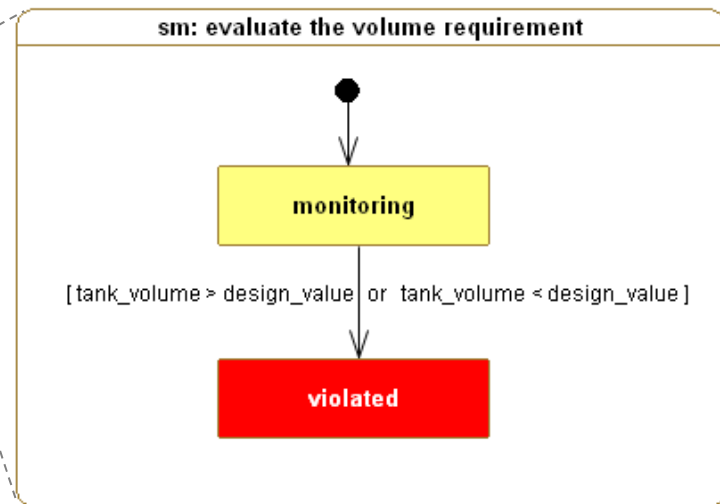 sm: evaluate the volume requirement
monitoring
[tank_volume > design_value or tank_volume < design_value]
violated